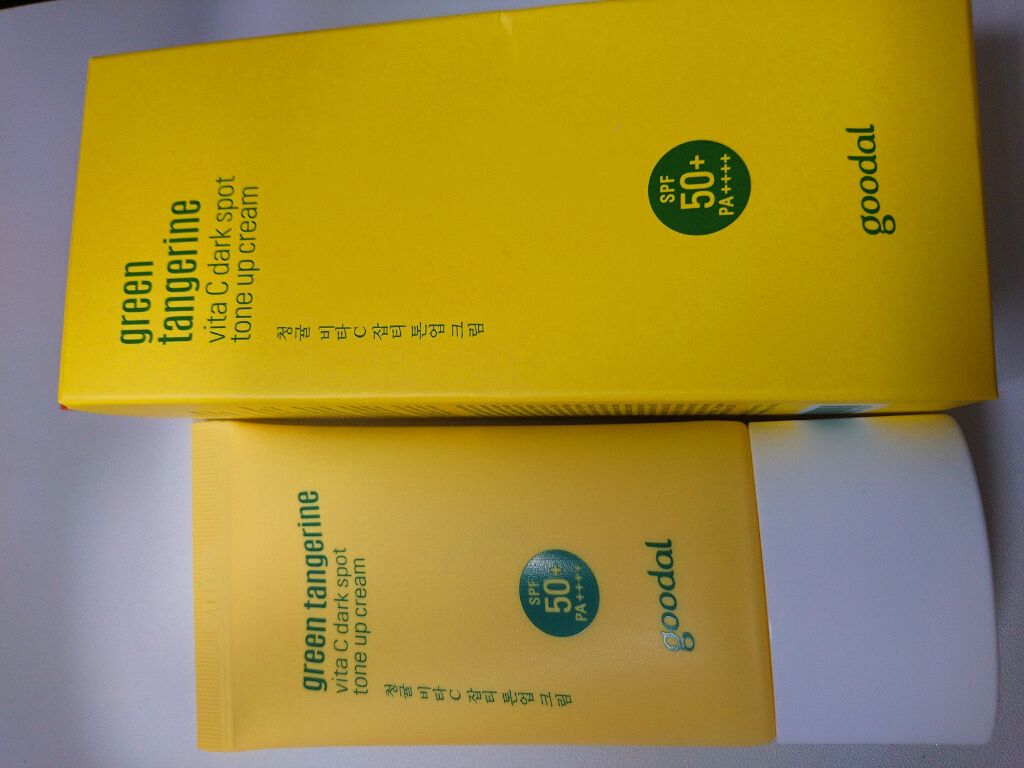 green
tangerine
vita C dark spot
tone up cream
청귤
비타C
잡티
톤업
크림
SPF
50+
PA++++
goodal
green tangerine
vita C dark spot
tone up cream
청귤
비타C
잡티
톤업
크림
SPF
50+
PA++++
goodal